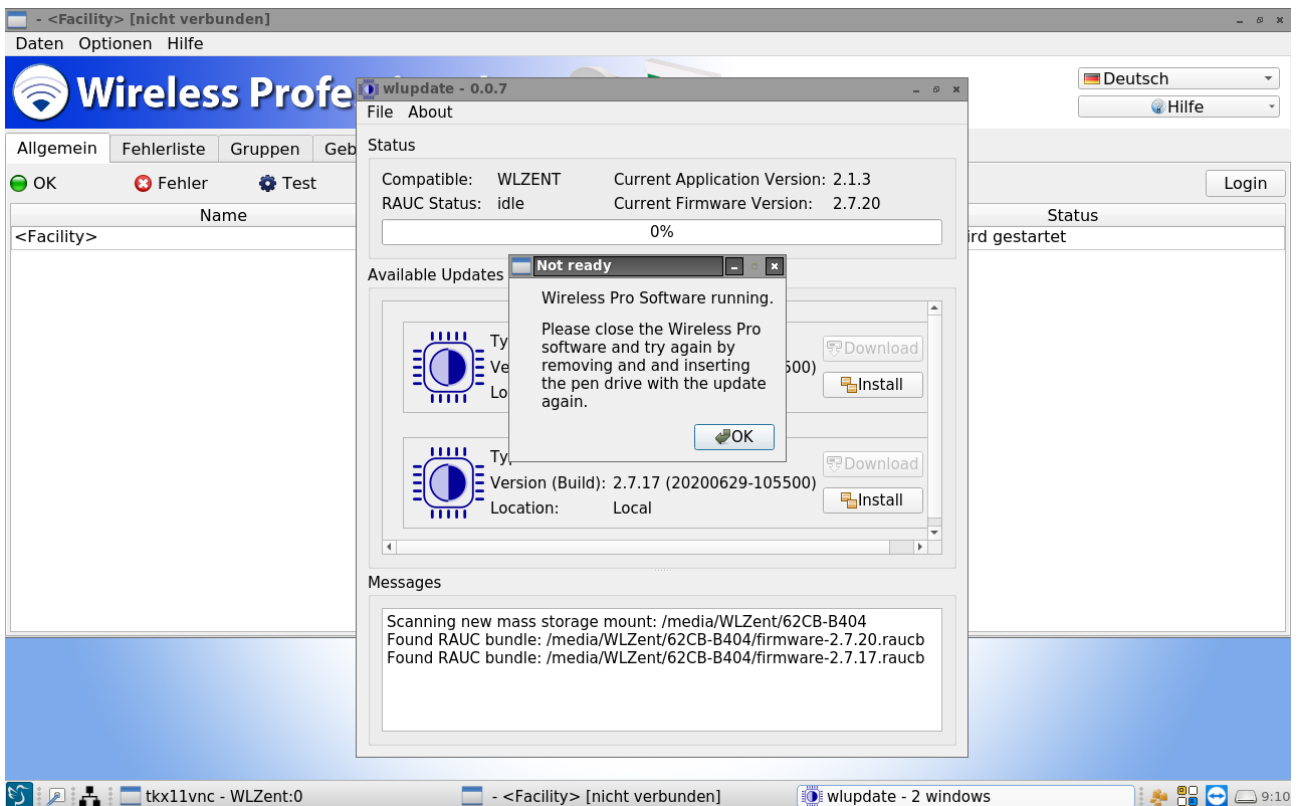 - <Facility> [nicht verbunden]
Daten Optionen Hilfe
Wireless Profe
Deutsch
Hilfe
wlupdate - 0.0.7
File About
Allgemein Fehlerliste Gruppen Geb
OK Fehler Test
Login
Name Status
<Facility> ird gestartet
Status
Compatible: WLZENT Current Application Version: 2.1.3
RAUC Status: idle Current Firmware Version: 2.7.20
0%
Available Updates
Not ready
Wireless Pro Software running.
Please close the Wireless Pro
software and try again by
removing and and inserting
the pen drive with the update
again.
OK
Ty
Ve 500)
Lo
Download
Install
Ty
Version (Build): 2.7.17 (20200629-105500)
Location: Local
Download
Install
Messages
Scanning new mass storage mount: /media/WLZent/62CB-B404
Found RAUC bundle: /media/WLZent/62CB-B404/firmware-2.7.20.raucb
Found RAUC bundle: /media/WLZent/62CB-B404/firmware-2.7.17.raucb
tkx11vnc - WLZent:0 - <Facility> [nicht verbunden] wlupdate - 2 windows 9:10